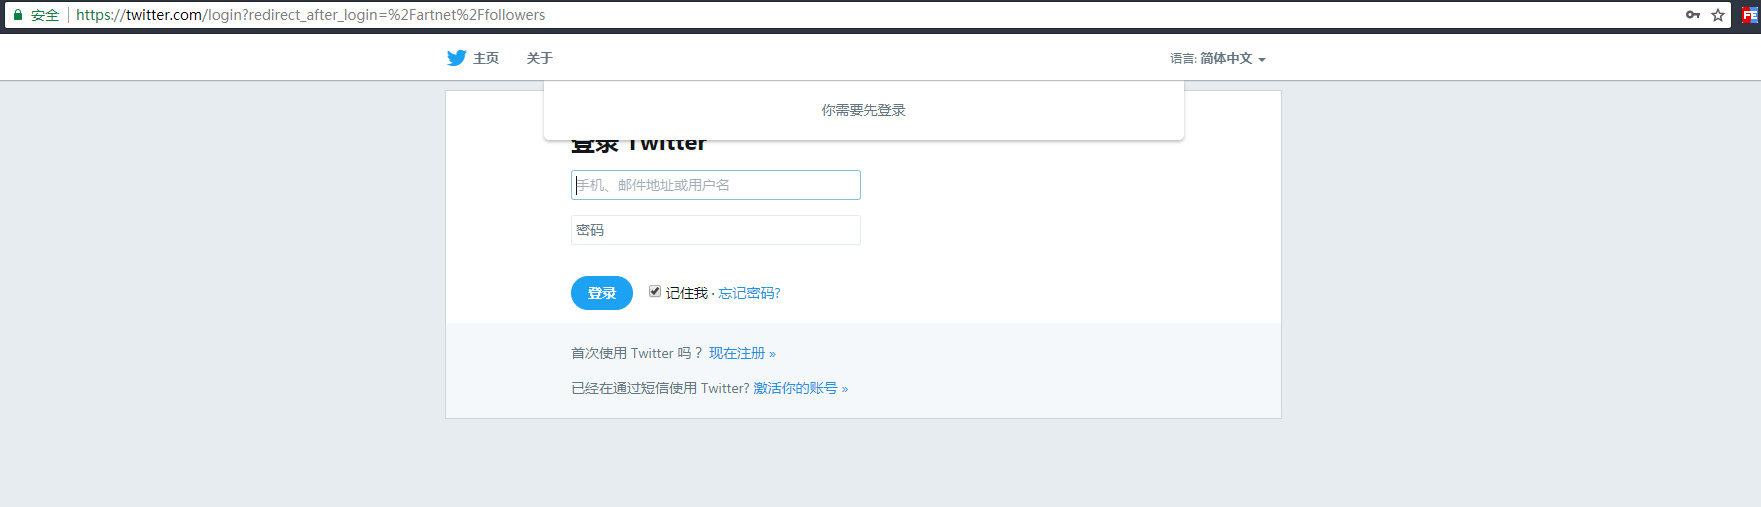 安全 https://twitter.com/login?redirect_after_login=%2Fartnet%2Ffollowers
主页 关于 语言: 简体中文
你需要先登录
登录 Twitter
手机、邮件地址或用户名
密码
登录 记住我 · 忘记密码?
首次使用 Twitter 吗？ 现在注册 »
已经在通过短信使用 Twitter? 激活你的账号 »
FE